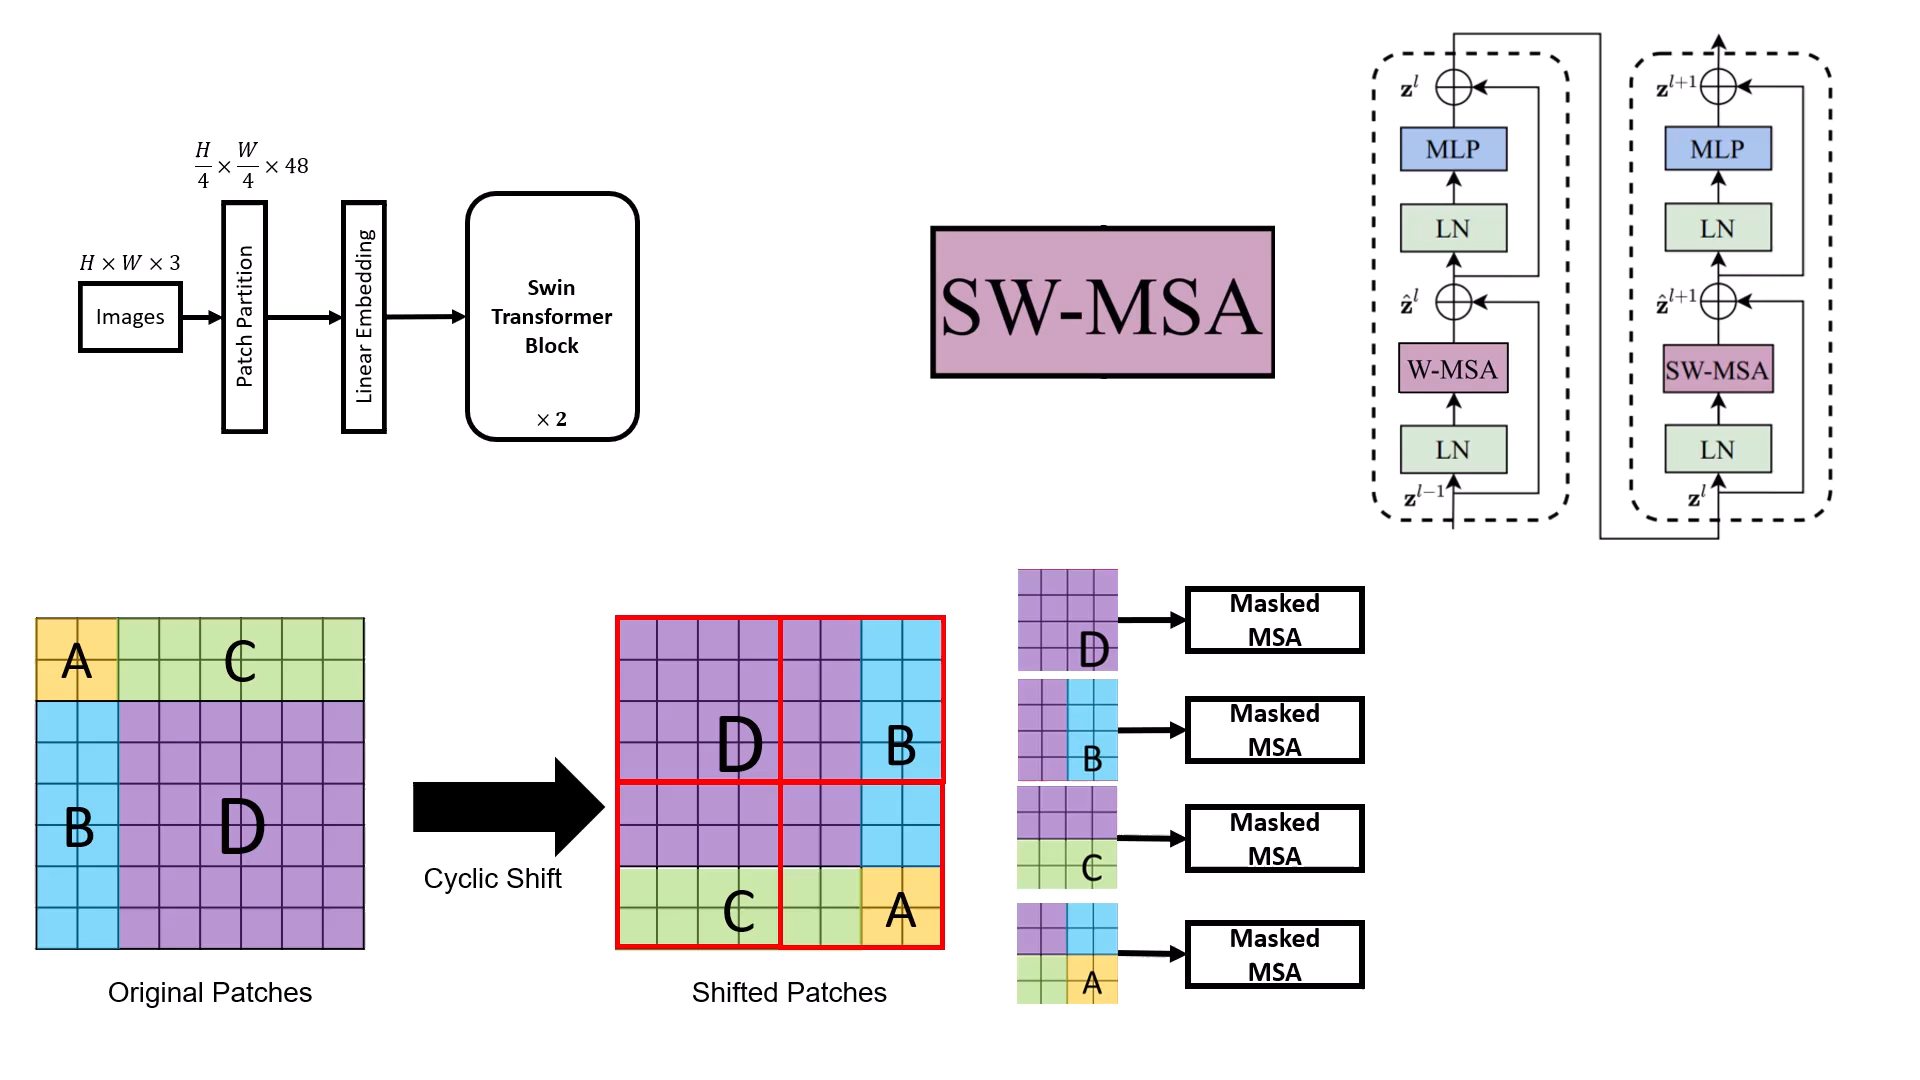 H/4 × W/4 × 48
H × W × 3
Images
Patch Partition
Linear Embedding
Swin
Transformer
Block
× 2
SW-MSA
z^l
MLP
LN
ẑ^l
W-MSA
LN
z^{l−1}
z^{l+1}
MLP
LN
ẑ^{l+1}
SW-MSA
LN
z^l
A
C
B
D
Original Patches
Cyclic Shift
D
B
C
A
Shifted Patches
D
Masked
MSA
B
Masked
MSA
C
Masked
MSA
A
Masked
MSA